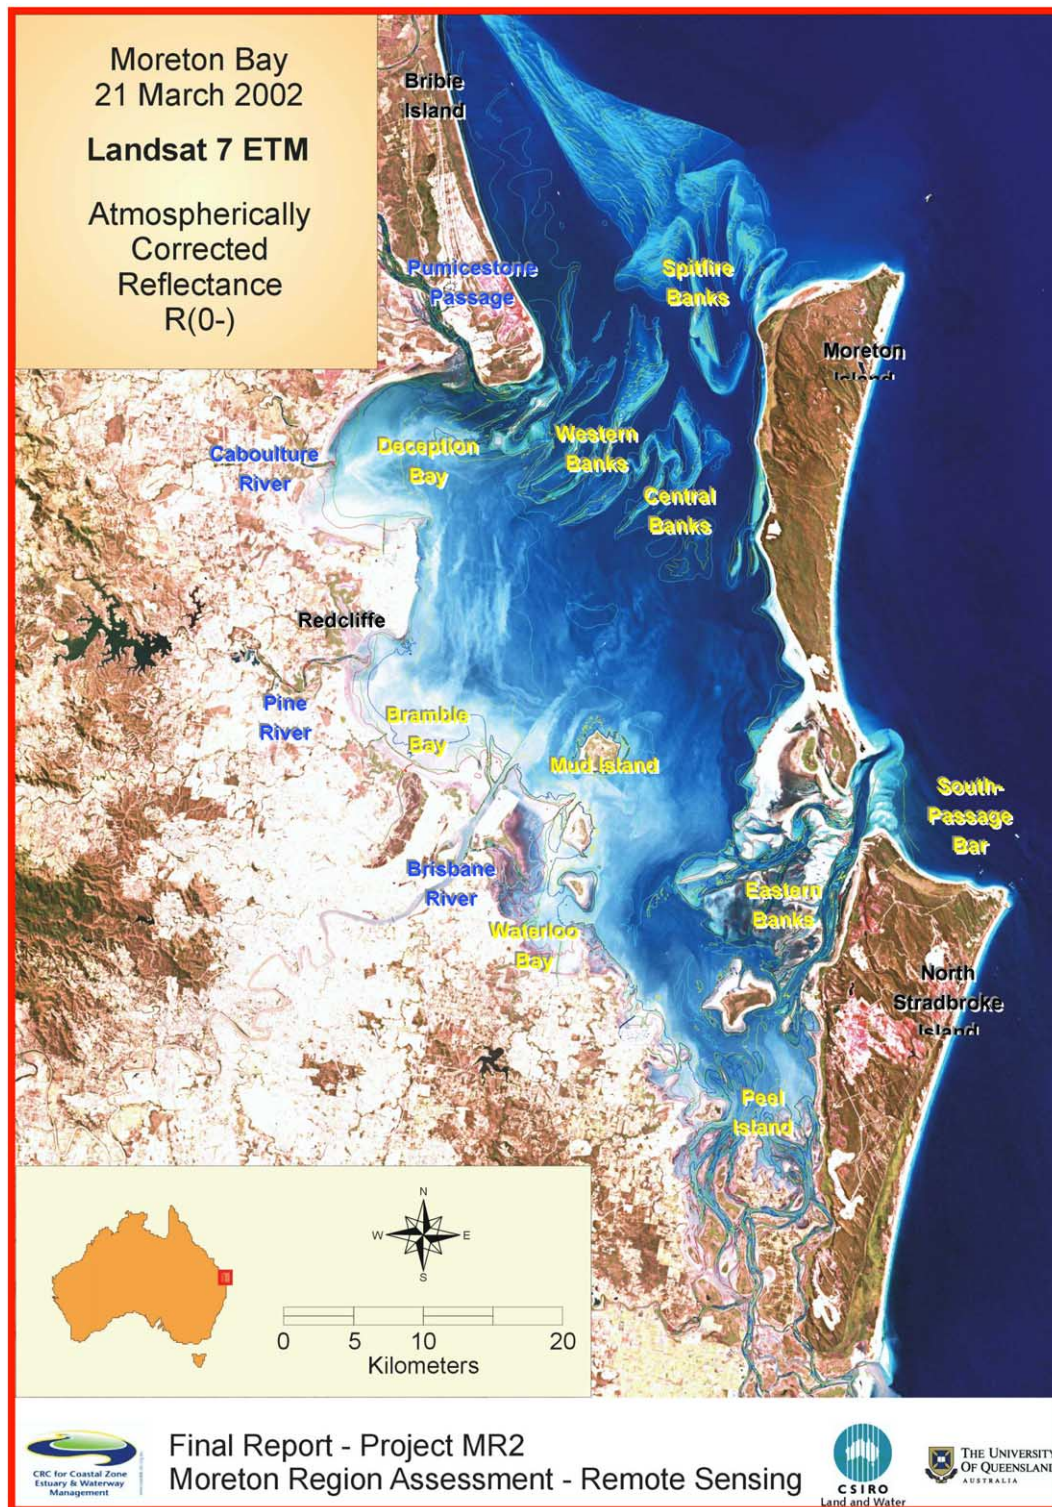 Moreton Bay
21 March 2002
Landsat 7 ETM
Atmospherically
Corrected
Reflectance
R(0-)
Bribie
Island
Pumicestone
Passage
Spitfire
Banks
Moreton
Island
Caboulture
River
Deception
Bay
Western
Banks
Central
Banks
Redcliffe
Pine
River
Bramble
Bay
Mud Island
South-
Passage
Bar
Brisbane
River
Eastern
Banks
Waterloo
Bay
North
Stradbroke
Island
Peel
Island
N
W
E
S
0 5 10 20
Kilometers
CRC for Coastal Zone
Estuary & Waterway
Management
Final Report - Project MR2
Moreton Region Assessment - Remote Sensing
CSIRO
Land and Water
THE UNIVERSITY
OF QUEENSLAND
AUSTRALIA